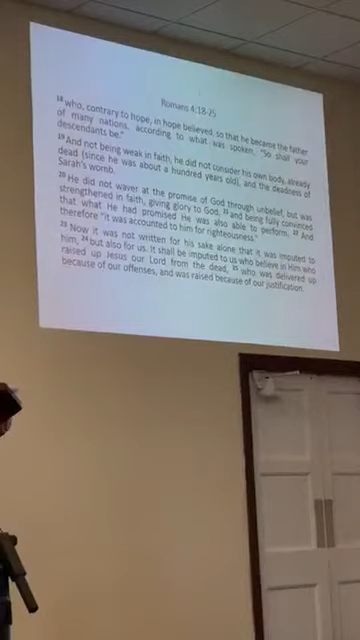 Romans 4:18-25
18 who, contrary to hope, in hope believed, so that he became the father
of many nations, according to what was spoken, "So shall your
descendants be."
19 And not being weak in faith, he did not consider his own body, already
dead (since he was about a hundred years old), and the deadness of
Sarah's womb.
20 He did not waver at the promise of God through unbelief, but was
strengthened in faith, giving glory to God, 21 and being fully convinced
that what He had promised He was also able to perform. 22 And
therefore "it was accounted to him for righteousness."
23 Now it was not written for his sake alone that it was imputed to
him, 24 but also for us. It shall be imputed to us who believe in Him who
raised up Jesus our Lord from the dead, 25 who was delivered up
because of our offenses, and was raised because of our justification.